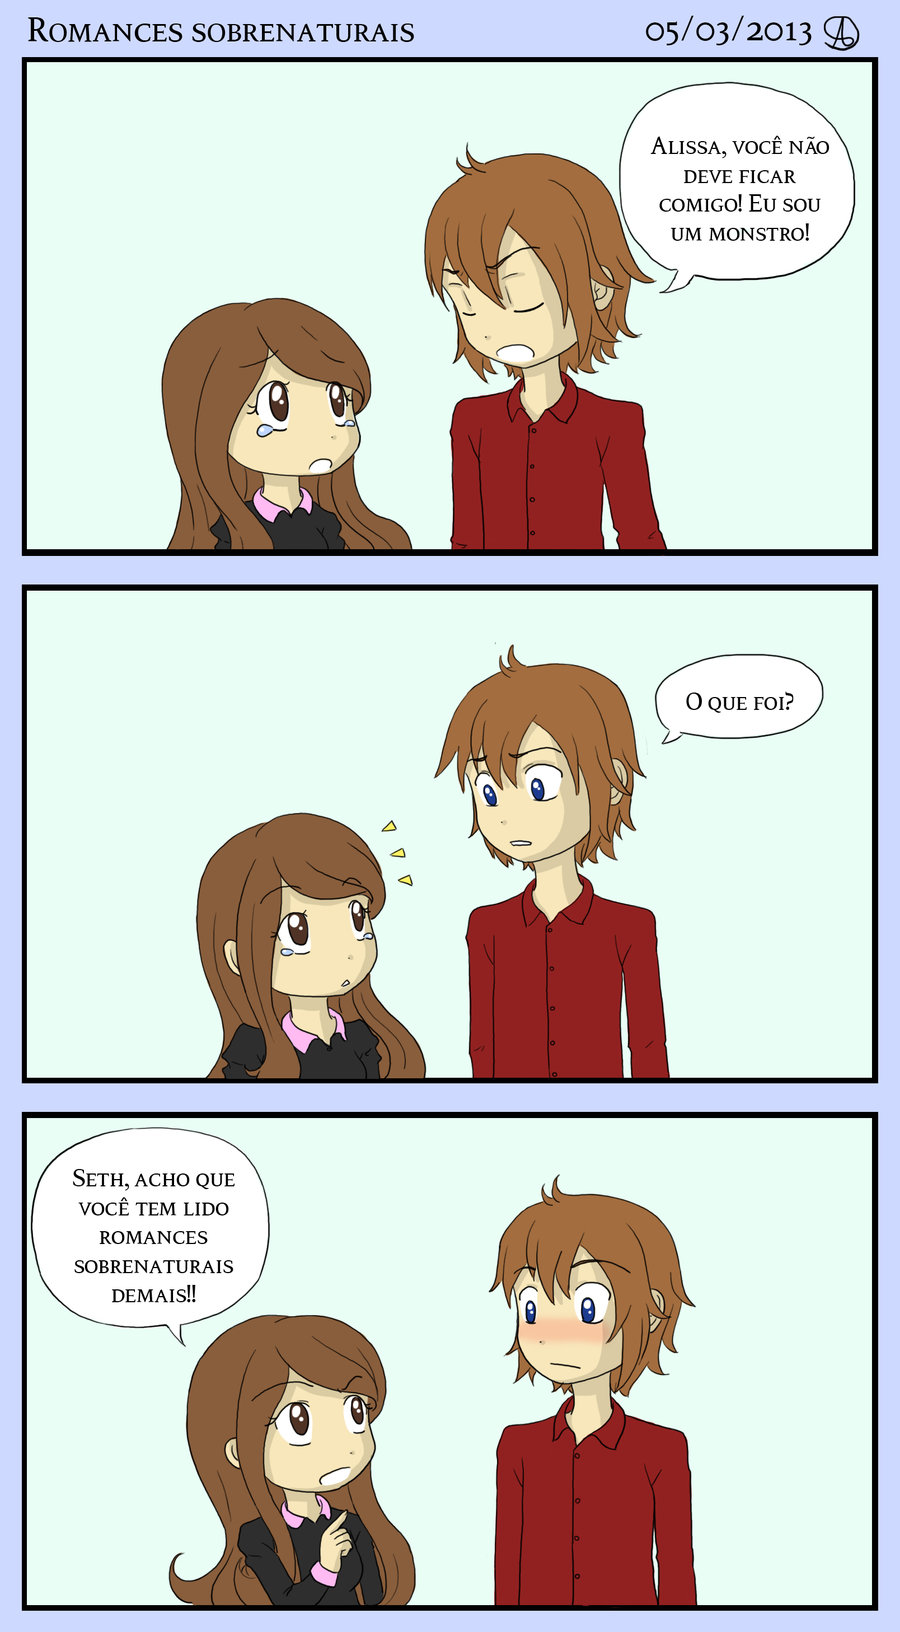 Romances sobrenaturais
05/03/2013
Alissa, você não
deve ficar
comigo! Eu sou
um monstro!
O que foi?
Seth, acho que
você tem lido
romances
sobrenaturais
demais!!